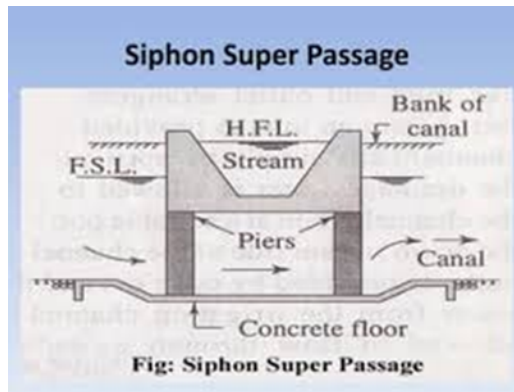 Siphon Super Passage
Bank of
canal
H.F.L.
F.S.L.
Stream
Piers
Canal
Concrete floor
Fig: Siphon Super Passage